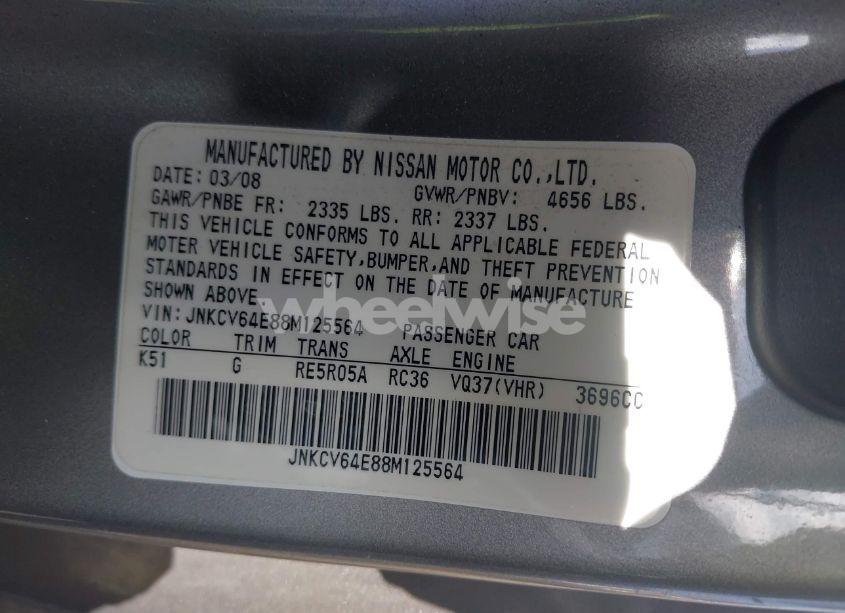 MANUFACTURED BY NISSAN MOTOR CO.,LTD.
DATE: 03/08 GVWR/PNBV: 4656 LBS.
GAWR/PNBE FR: 2335 LBS. RR: 2337 LBS.
THIS VEHICLE CONFORMS TO ALL APPLICABLE FEDERAL
MOTER VEHICLE SAFETY,BUMPER,AND THEFT PREVENTION
STANDARDS IN EFFECT ON THE DATE OF MANUFACTURE
SHOWN ABOVE
wheelwise
VIN:JNKCV64E88M125564 PASSENGER CAR
COLOR TRIM TRANS AXLE ENGINE
K51 G RE5R05A RC36 VQ37(VHR) 3696CC
JNKCV64E88M125564